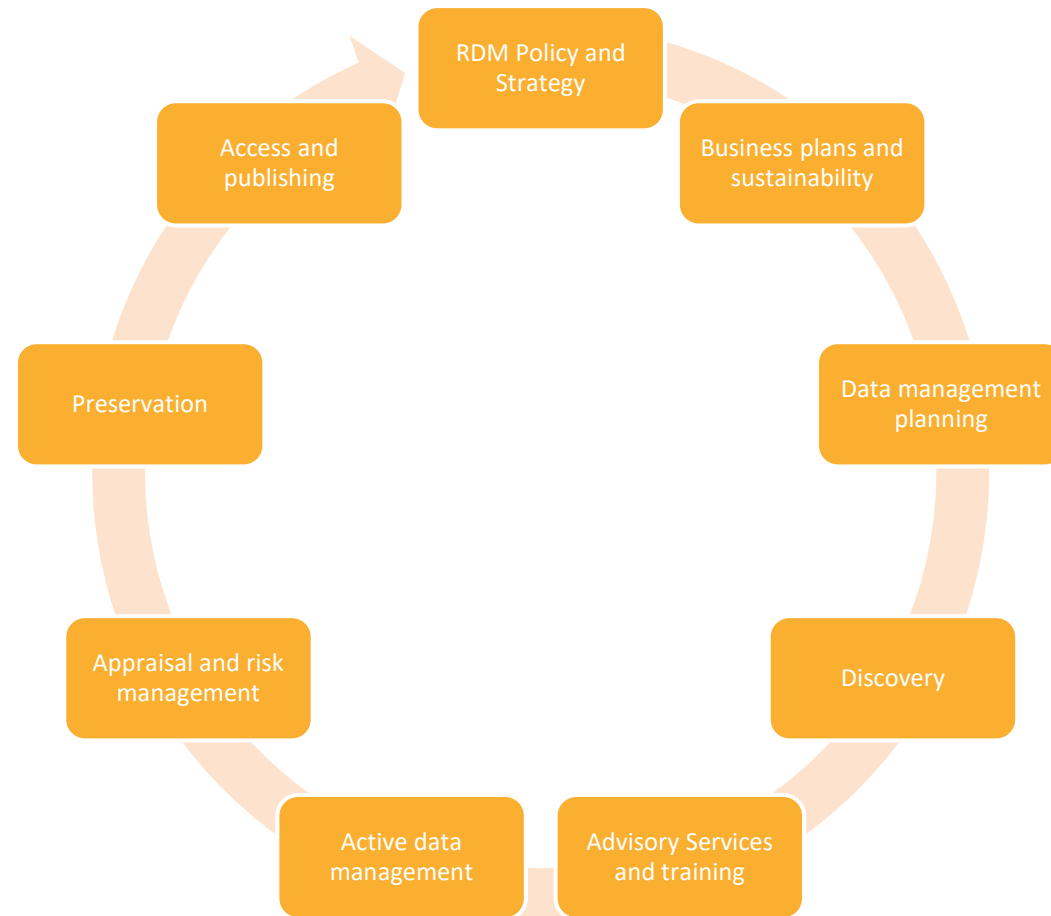 RDM Policy and
Strategy
Business plans and
sustainability
Data management
planning
Discovery
Advisory Services
and training
Active data
management
Appraisal and risk
management
Preservation
Access and
publishing